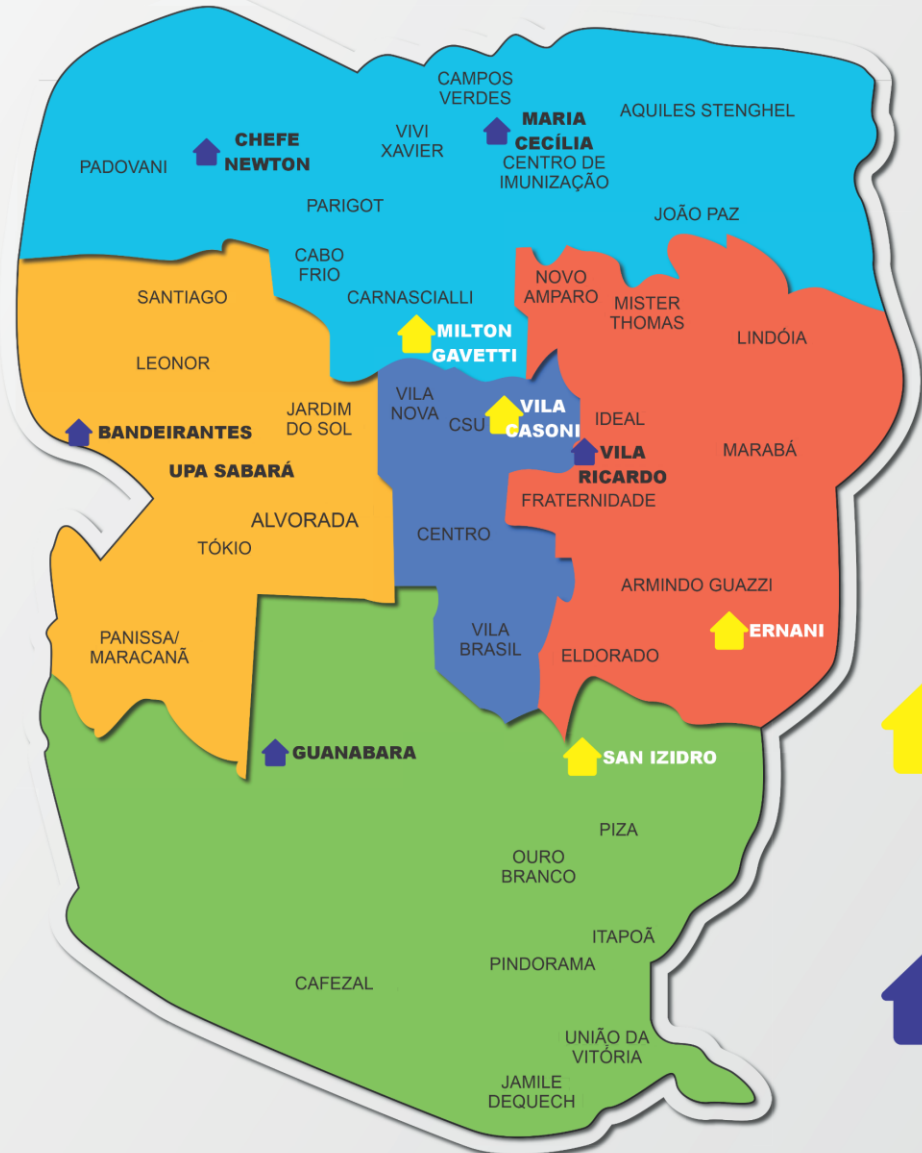 CAMPOS
VERDES
AQUILES STENGHEL
MARIA
CECÍLIA
CENTRO DE
IMUNIZAÇÃO
VIVI
XAVIER
CHEFE
NEWTON
PADOVANI
PARIGOT
JOÃO PAZ
CABO
FRIO
CARNASCIALLI
MILTON
GAVETTI
NOVO
AMPARO
MISTER
THOMAS
LINDÓIA
SANTIAGO
LEONOR
JARDIM
DO SOL
BANDEIRANTES
UPA SABARÁ
ALVORADA
TÓKIO
PANISSA/
MARACANÃ
VILA
NOVA
CSU
VILA
CASONI
CENTRO
VILA
BRASIL
IDEAL
VILA
RICARDO
MARABÁ
FRATERNIDADE
ARMINDO GUAZZI
ERNANI
ELDORADO
GUANABARA
SAN IZIDRO
PIZA
OURO
BRANCO
ITAPOÃ
PINDORAMA
CAFEZAL
UNIÃO DA
VITÓRIA
JAMILE
DEQUECH